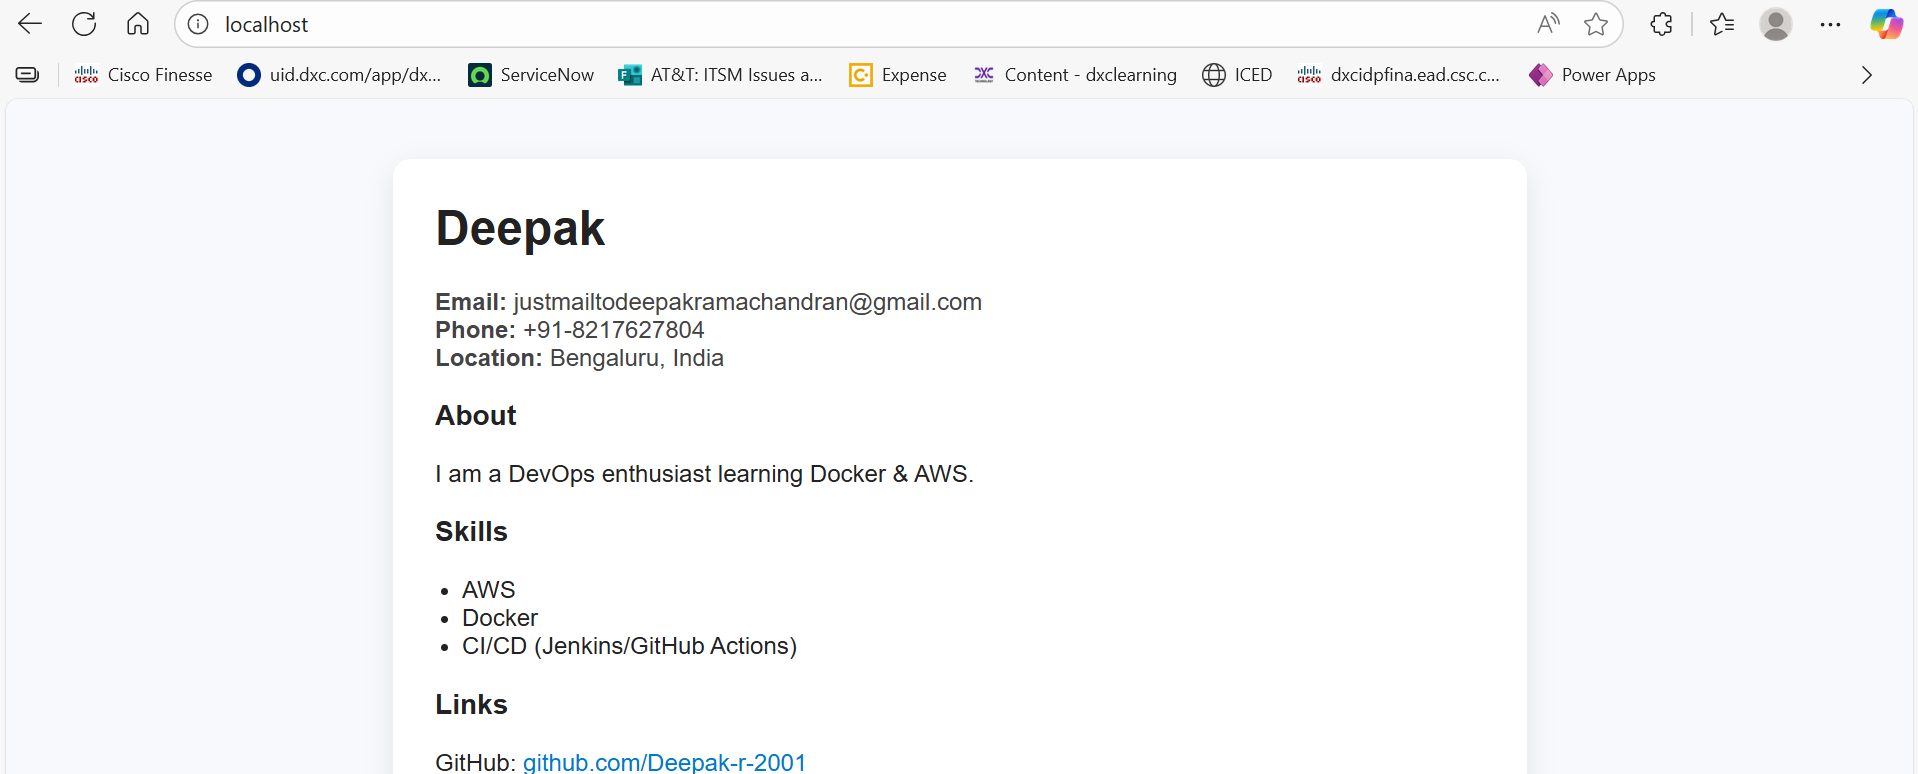 localhost
Cisco Finesse
uid.dxc.com/app/dx...
ServiceNow
AT&T: ITSM Issues a...
Expense
Content - dxclearning
ICED
dxcidpfina.ead.csc.c...
Power Apps
Deepak
Email: justmailtodeepakramachandran@gmail.com
Phone: +91-8217627804
Location: Bengaluru, India
About
I am a DevOps enthusiast learning Docker & AWS.
Skills
• AWS
• Docker
• CI/CD (Jenkins/GitHub Actions)
Links
GitHub: github.com/Deepak-r-2001